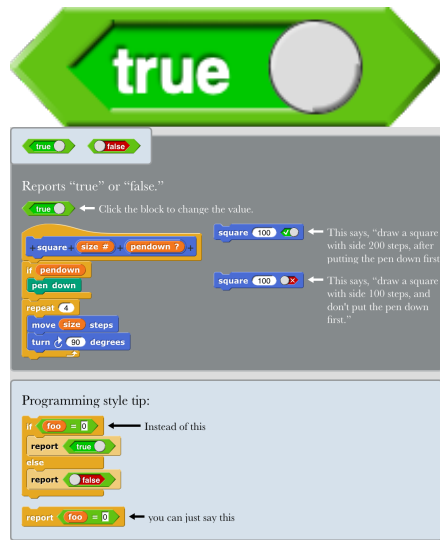 true
true false
Reports “true” or “false.”
true Click the block to change the value.
+ square + size # + pendown ? +
if pendown
pen down
repeat 4
move size steps
turn 90 degrees
square 100
This says, “draw a square
with side 200 steps, after
putting the pen down first
square 100
This says, “draw a square
with side 100 steps, and
don't put the pen down
first.”
Programming style tip:
if foo = 0 Instead of this
report true
else
report false
report foo = 0 you can just say this